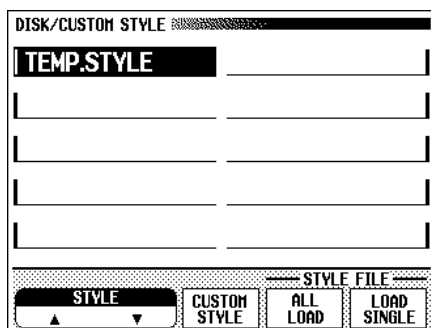 DISK/CUSTOM STYLE
TEMP.STYLE
STYLE FILE
STYLE
▲ ▼
CUSTOM STYLE
ALL LOAD
LOAD SINGLE